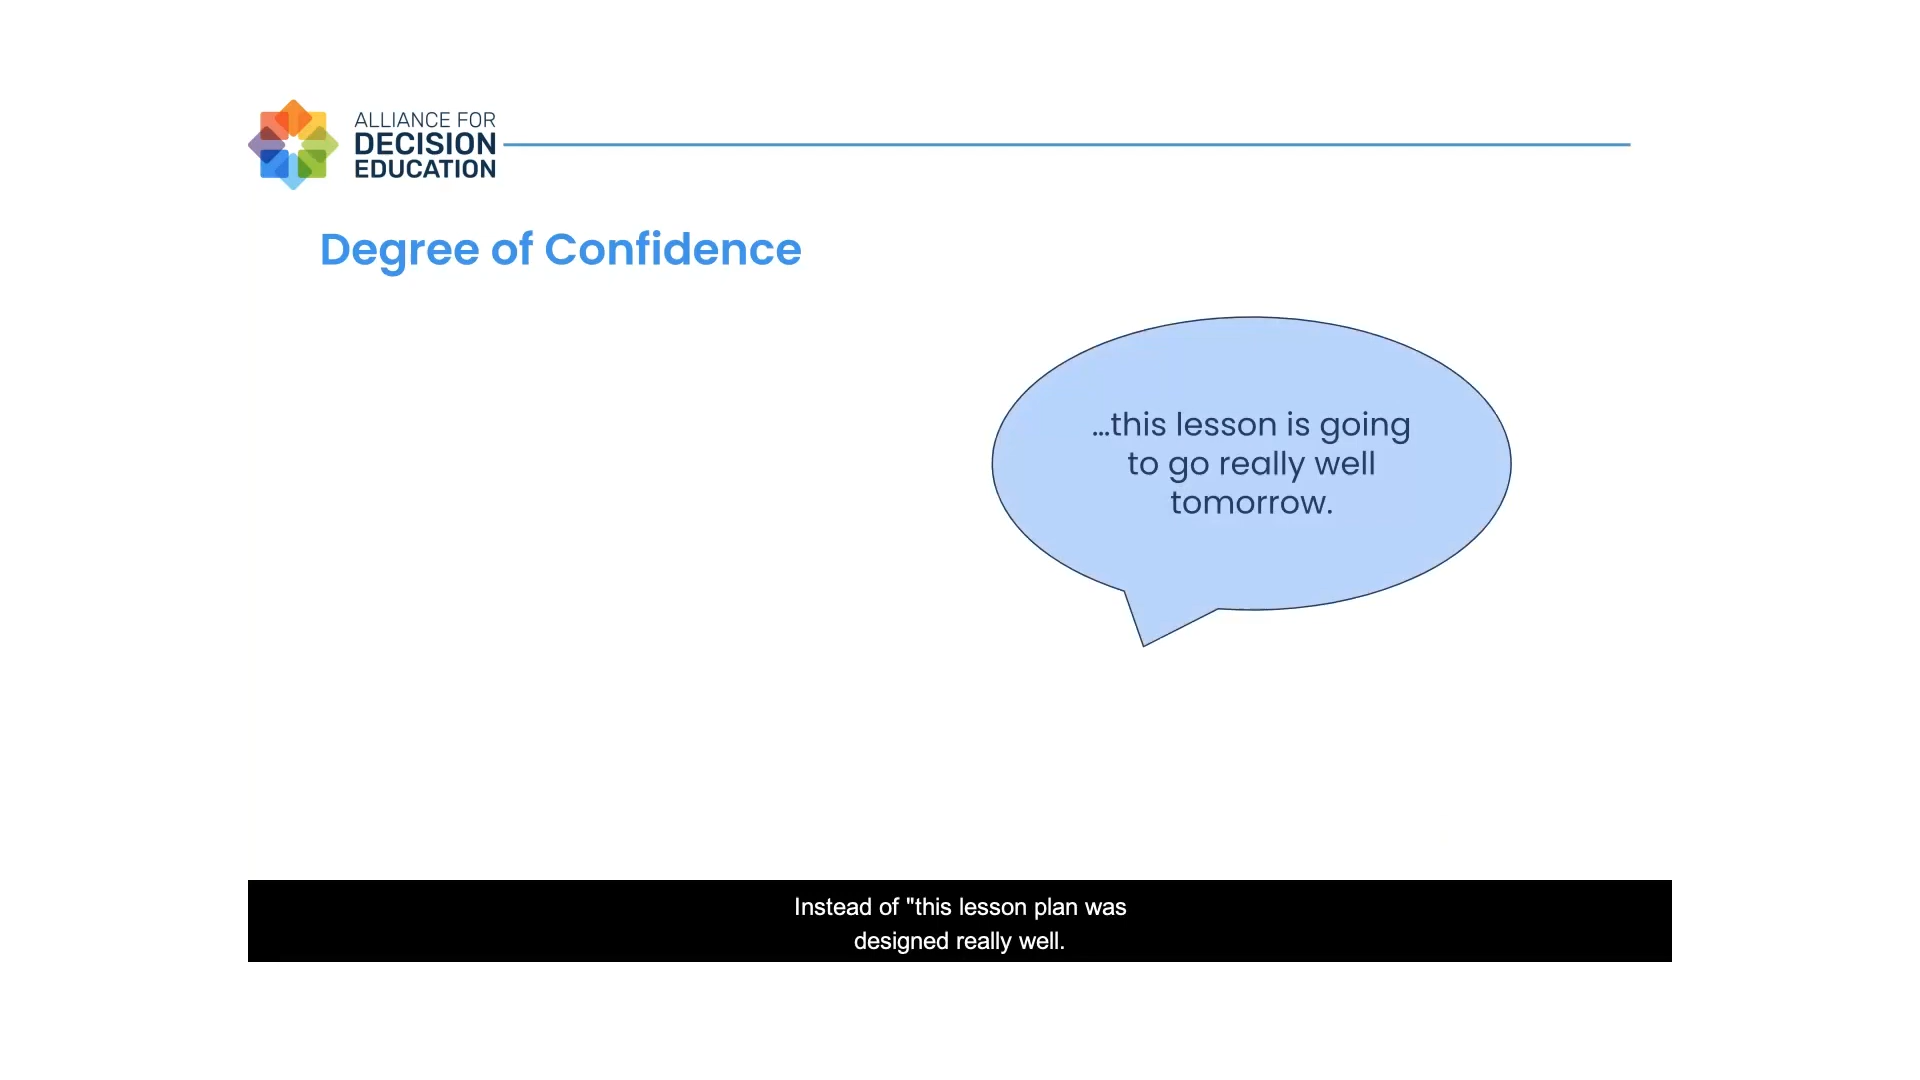 ALLIANCE FOR
DECISION
EDUCATION
Degree of Confidence
...this lesson is going
to go really well
tomorrow.
Instead of "this lesson plan was
designed really well.